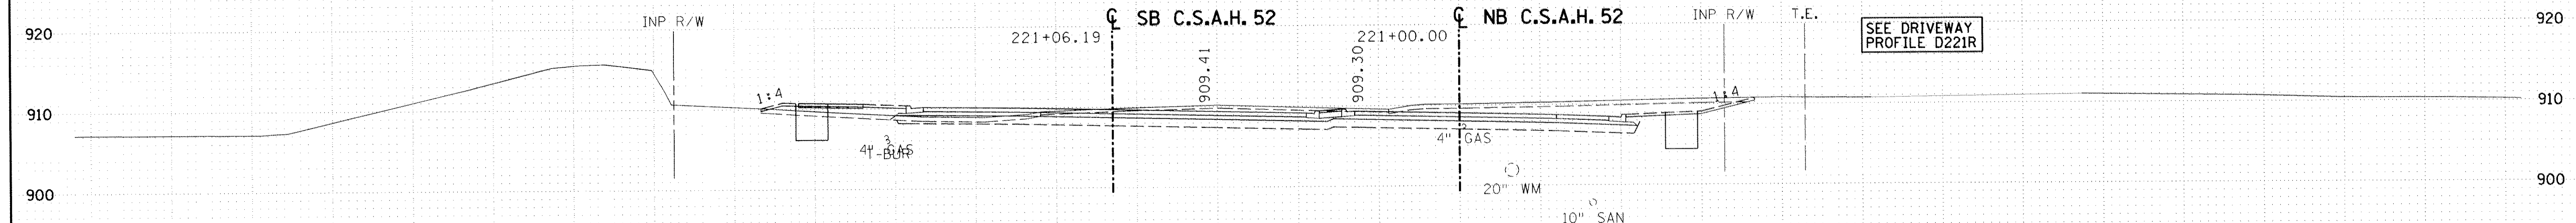 INP R/W
℄ SB C.S.A.H. 52
℄ NB C.S.A.H. 52
INP R/W
T.E.
920
920
221+06.19
221+00.00
SEE DRIVEWAY
PROFILE D221R
909.41
909.30
1:4
1:4
910
910
4" GAS
T-BUR
4" GAS
900
900
20" WM
10" SAN